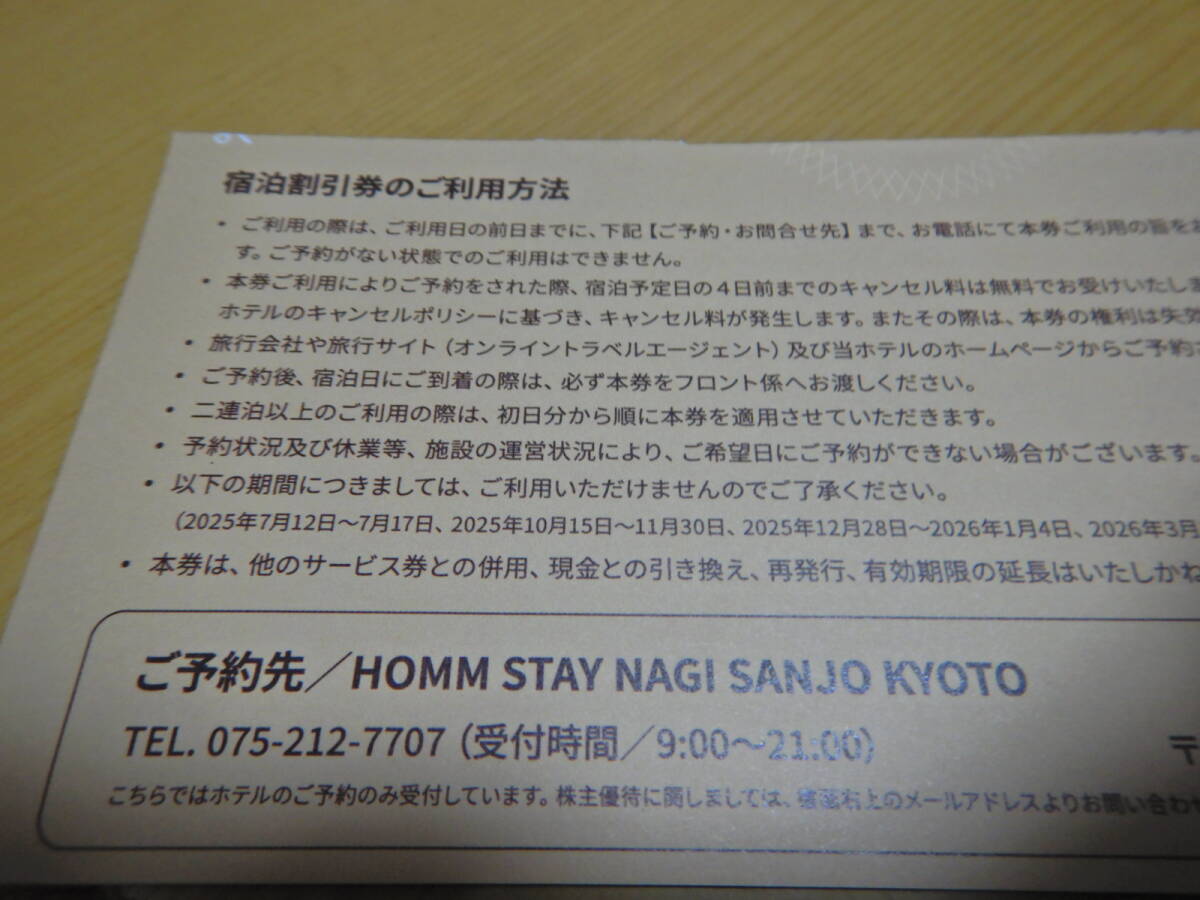 宿泊割引券のご利用方法
・ご利用の際は、ご利用日の前日までに、下記【ご予約・お問合せ先】まで、お電話にて本券ご利用の旨を
す。ご予約がない状態でのご利用はできません。
・本券ご利用によりご予約をされた際、宿泊予定日の4日前までのキャンセル料は無料でお受けいたしま
ホテルのキャンセルポリシーに基づき、キャンセル料が発生します。またその際は、本券の権利は失効
・旅行会社や旅行サイト（オンライントラベルエージェント）及び当ホテルのホームページからご予約
・ご予約後、宿泊日にご到着の際は、必ず本券をフロント係へお渡しください。
・二連泊以上のご利用の際は、初日分から順に本券を適用させていただきます。
・予約状況及び休業等、施設の運営状況により、ご希望日にご予約ができない場合がございます。
・以下の期間につきましては、ご利用いただけませんのでご了承ください。
（2025年7月12日～7月17日、2025年10月15日～11月30日、2025年12月28日～2026年1月4日、2026年3月
・本券は、他のサービス券との併用、現金との引き換え、再発行、有効期限の延長はいたしかね
ご予約先／HOMM STAY NAGI SANJO KYOTO
TEL. 075-212-7707（受付時間／9:00～21:00）
〒
こちらではホテルのご予約のみ受付しています。株主優待に関しましては、右上のメールアドレスよりお問い合わせ